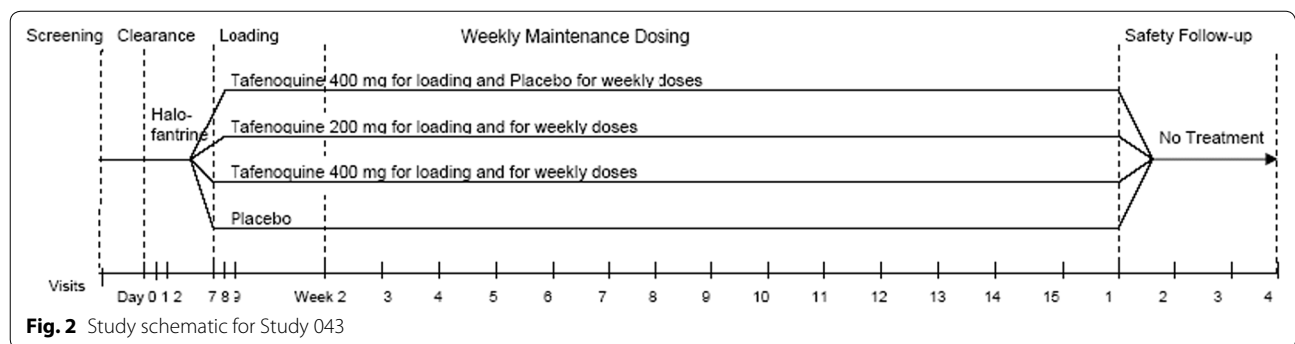 Screening Clearance Loading Weekly Maintenance Dosing Safety Follow-up
Tafenoquine 400 mg for loading and Placebo for weekly doses
Halo-
fantrine
Tafenoquine 200 mg for loading and for weekly doses
No Treatment
Tafenoquine 400 mg for loading and for weekly doses
Placebo
Visits
Day 0 1 2 7 8 9 Week 2 3 4 5 6 7 8 9 10 11 12 13 14 15 1 2 3 4
Fig. 2 Study schematic for Study 043